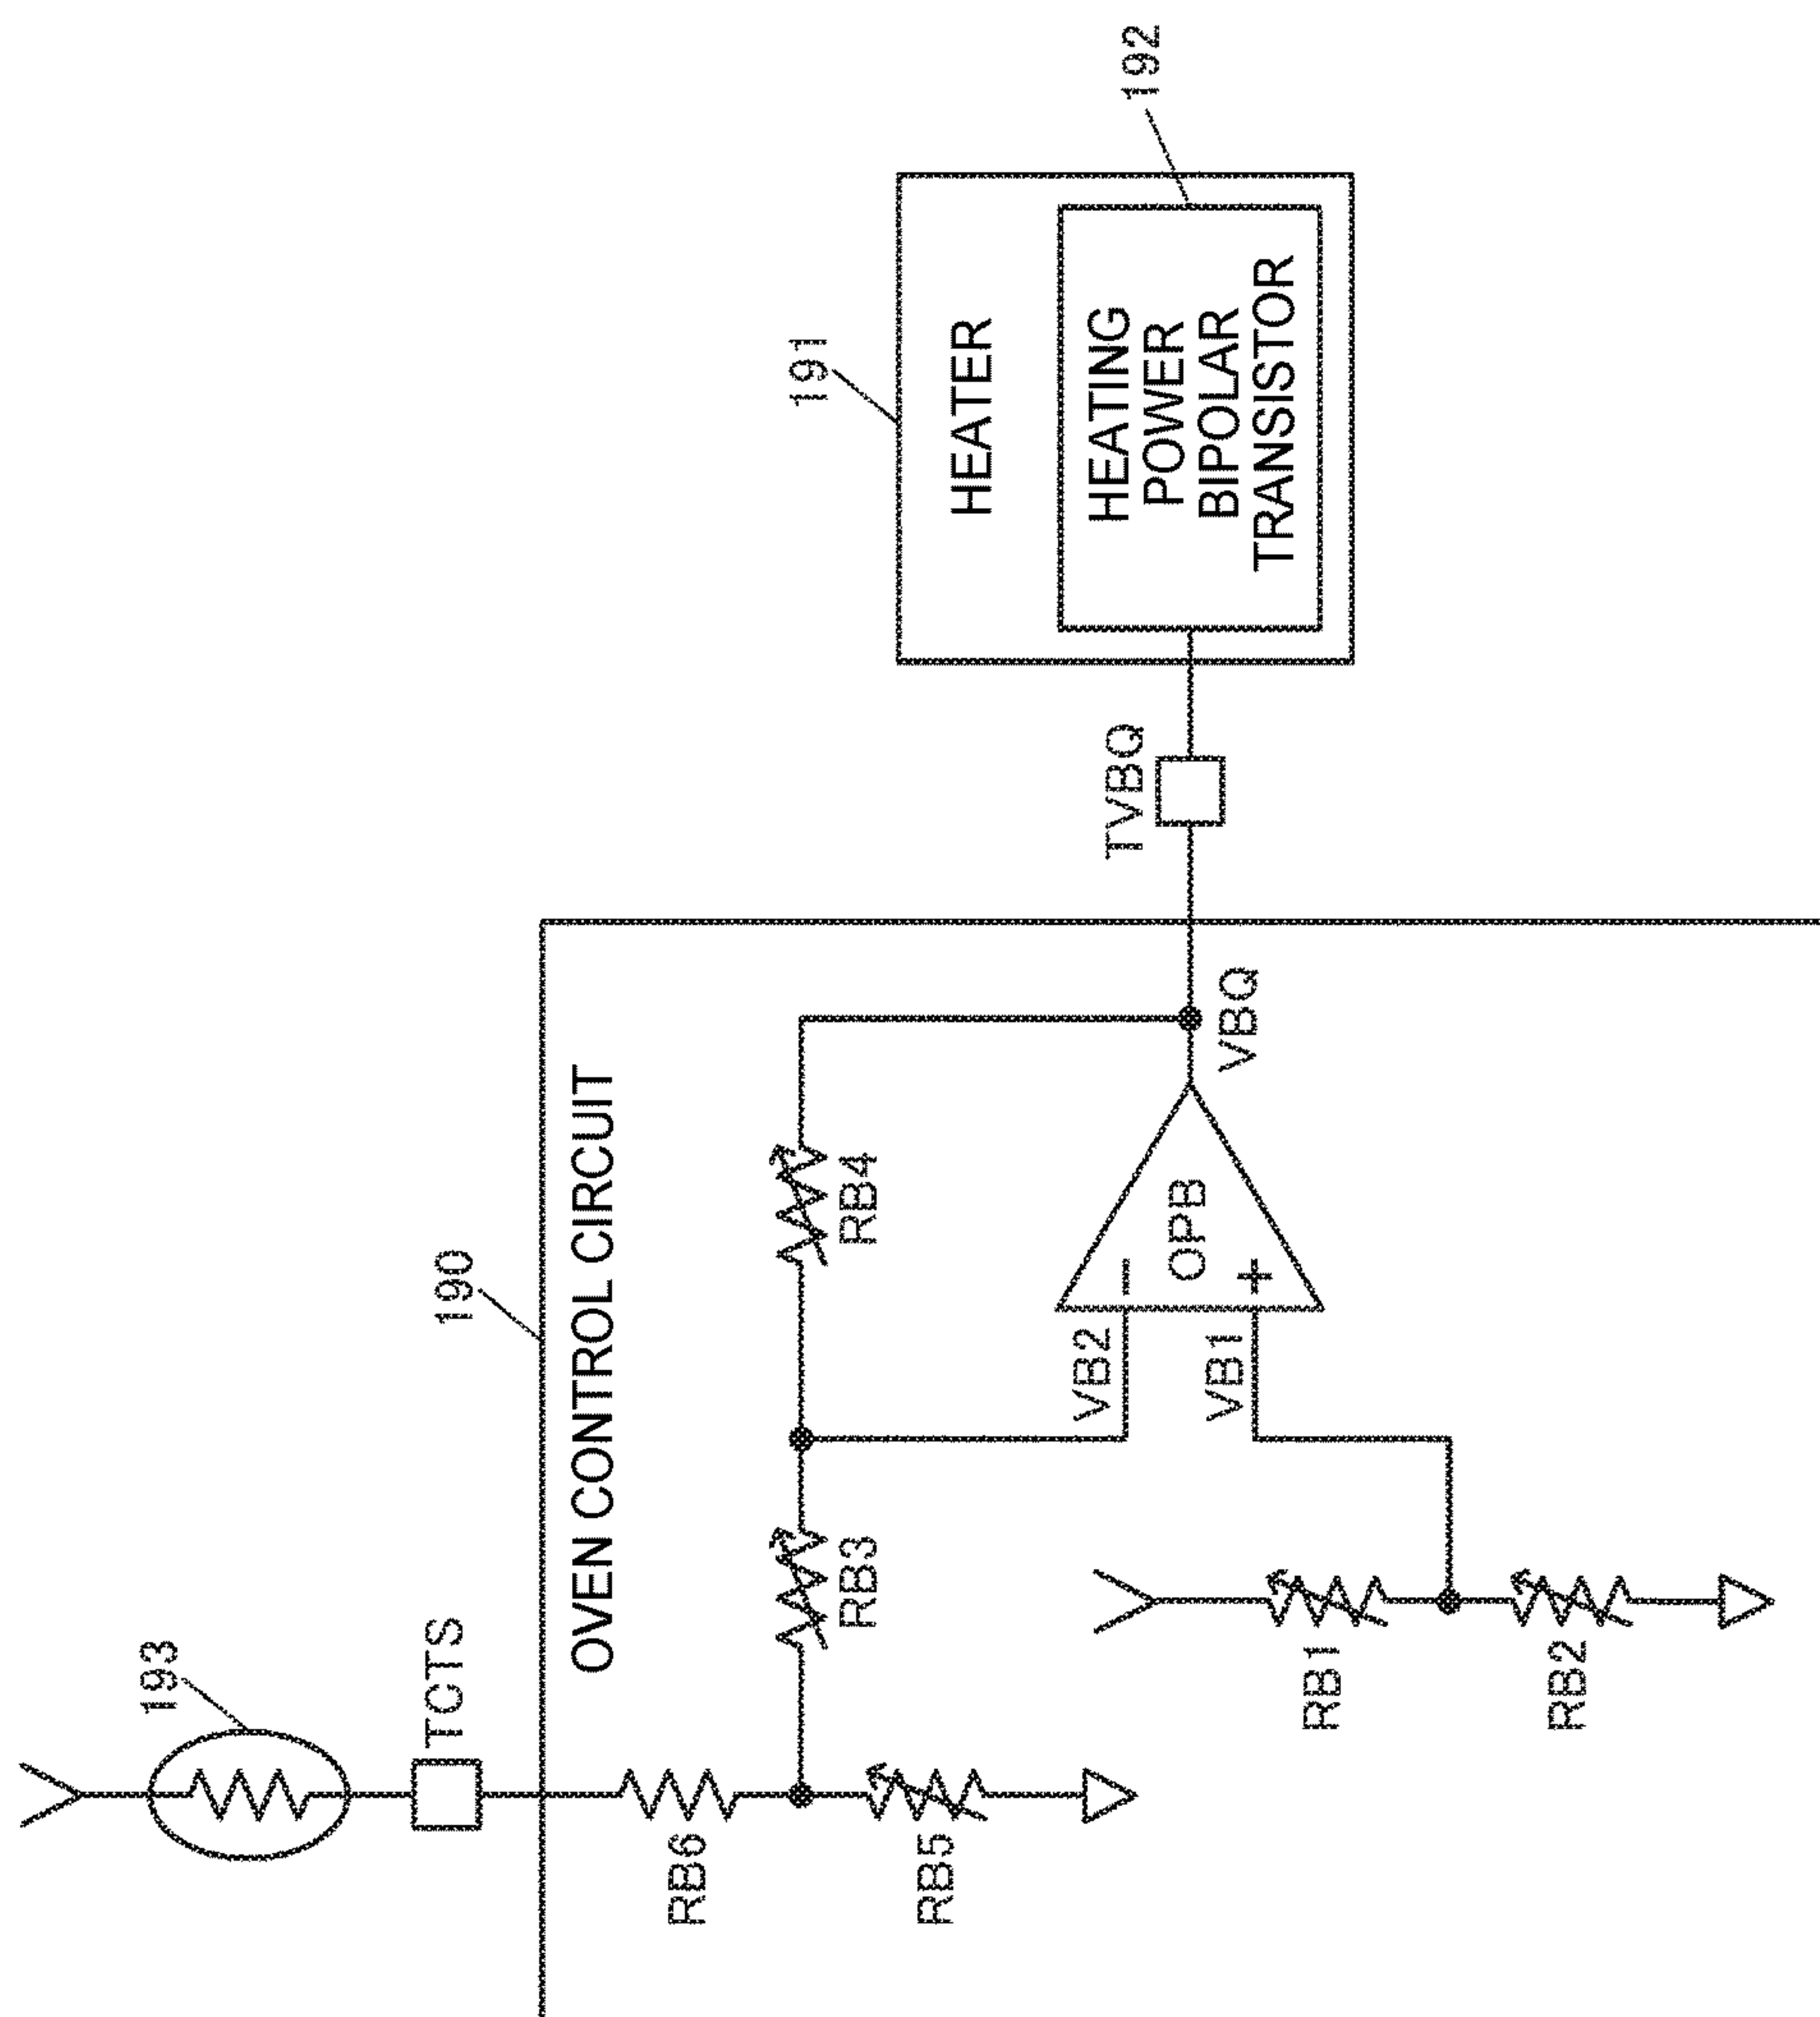 193
TCTS
190
OVEN CONTROL CIRCUIT
RB6
RB5
RB3
RB4
VB2
VB1
OPB
−
+
VBQ
RB1
RB2
TVBQ
191
HEATER
192
HEATING
POWER
BIPOLAR
TRANSISTOR